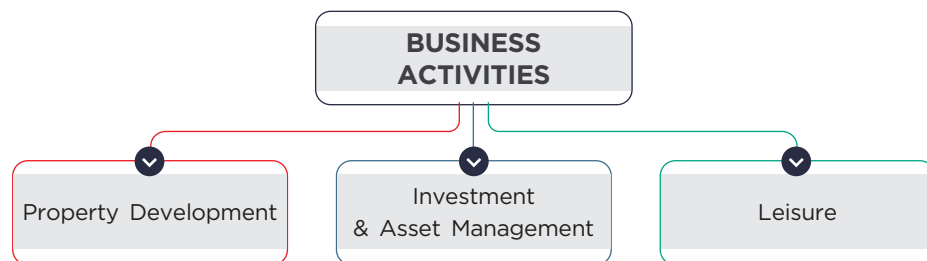 BUSINESS
ACTIVITIES
Property Development
Investment
& Asset Management
Leisure